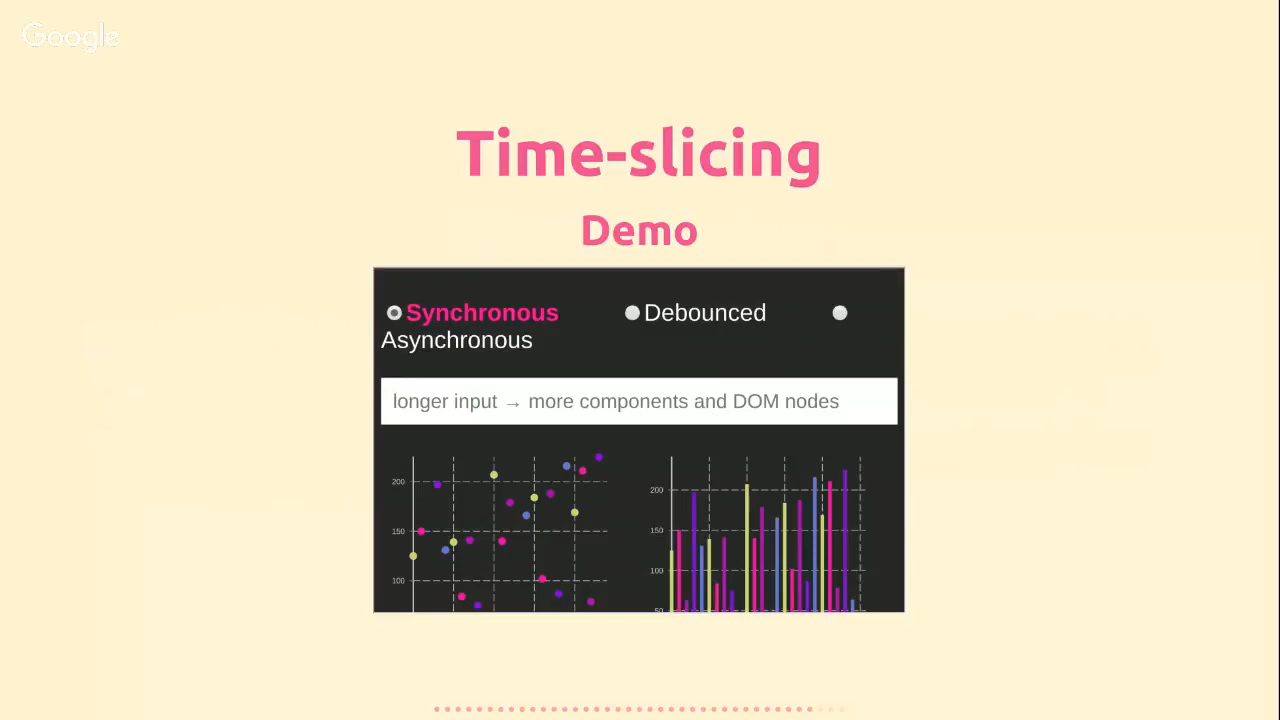 Google
Time-slicing
Demo
Synchronous Debounced
Asynchronous
longer input → more components and DOM nodes
200
150
100
200
150
100
50